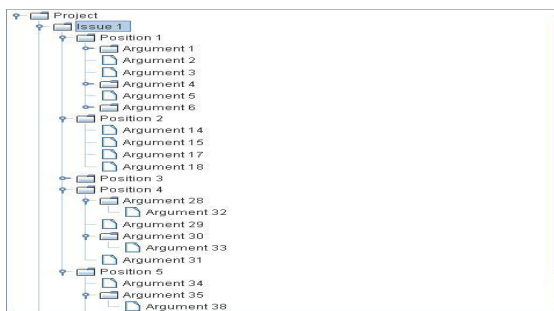 Project
Issue 1
Position 1
Argument 1
Argument 2
Argument 3
Argument 4
Argument 5
Argument 6
Position 2
Argument 14
Argument 15
Argument 17
Argument 18
Position 3
Position 4
Argument 28
Argument 32
Argument 29
Argument 30
Argument 33
Argument 31
Position 5
Argument 34
Argument 35
Argument 38